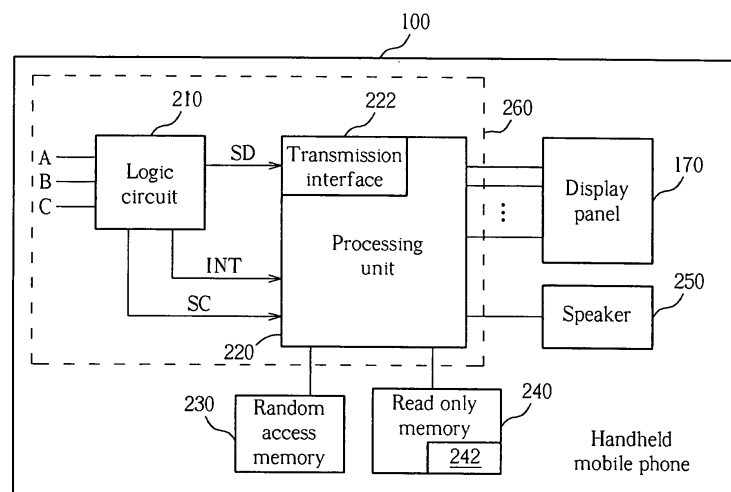 100
210
222
260
A
B
C
Logic
circuit
SD
Transmission
interface
Processing
unit
INT
SC
220
Display
panel
170
250
Speaker
230
Random
access
memory
240
Read only
memory
242
Handheld
mobile phone